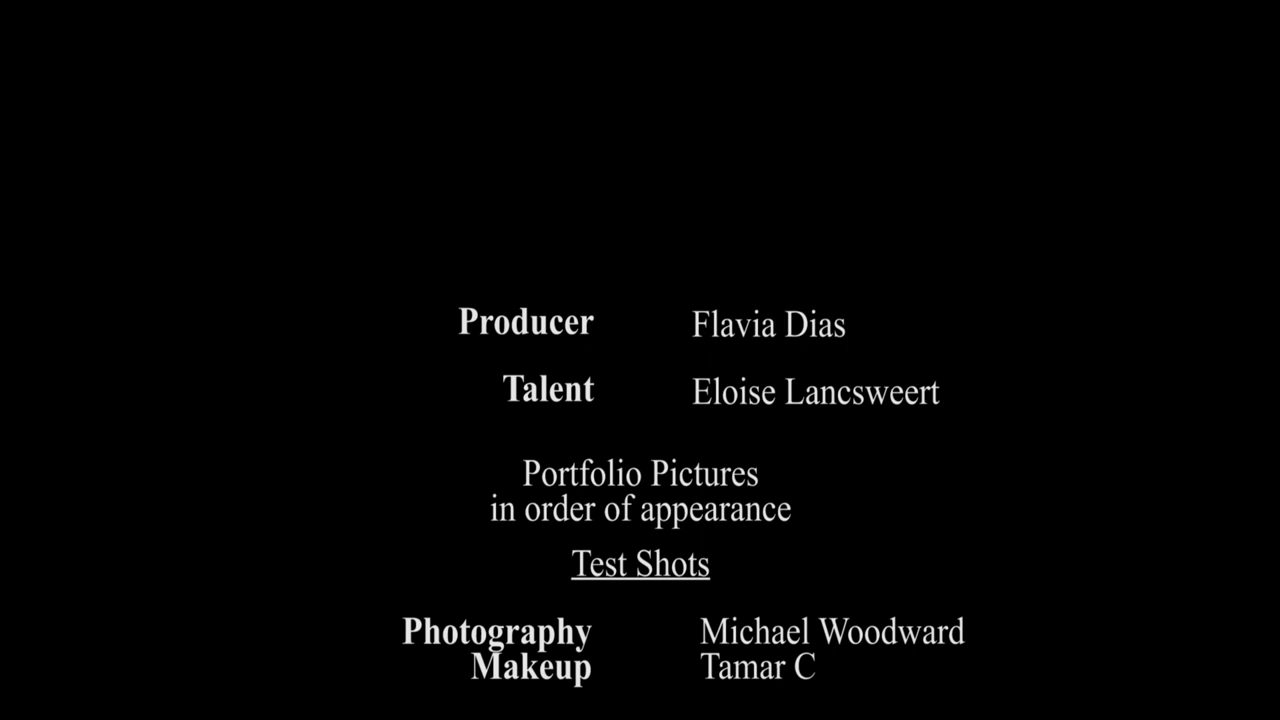 Producer Flavia Dias
Talent Eloise Lancsweert
Portfolio Pictures
in order of appearance
Test Shots
Photography Michael Woodward
Makeup Tamar C